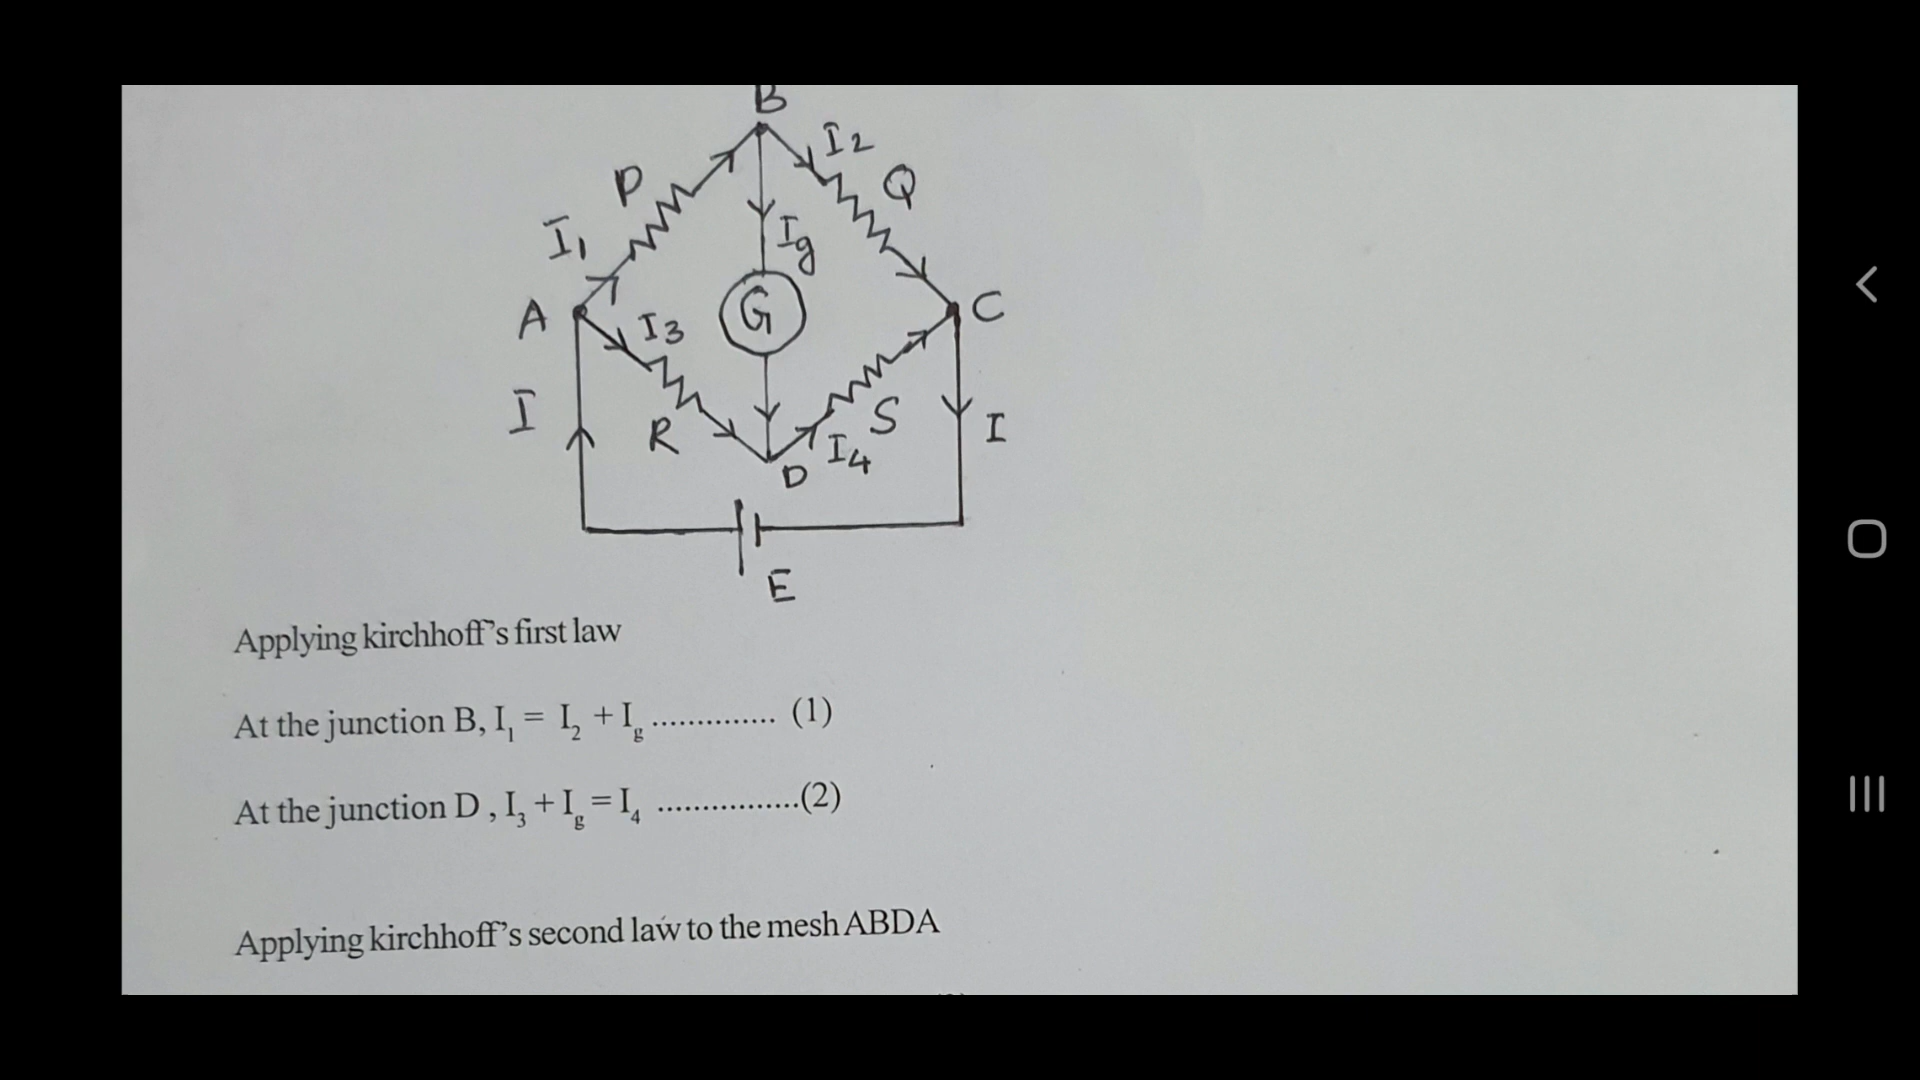 B
I2
P
Q
I1
Ig
A
I3
G
C
I
R
S
I4
I
D
E
Applying kirchhoff's first law
At the junction B, I₁ = I₂ + Ig .............. (1)
At the junction D , I₃ + Ig = I₄ ................(2)
Applying kirchhoff's second law to the mesh ABDA